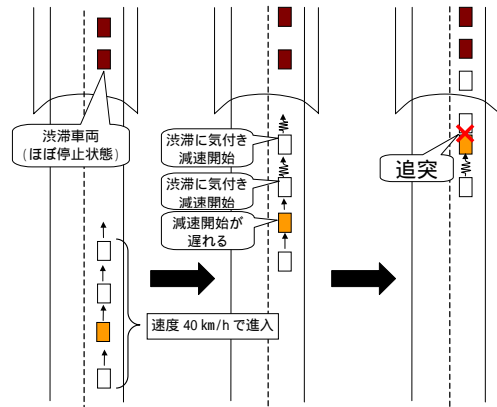 渋滞車両
(ほぼ停止状態)
速度 40 km/h で進入
渋滞に気付き
減速開始
渋滞に気付き
減速開始
減速開始が
遅れる
追突